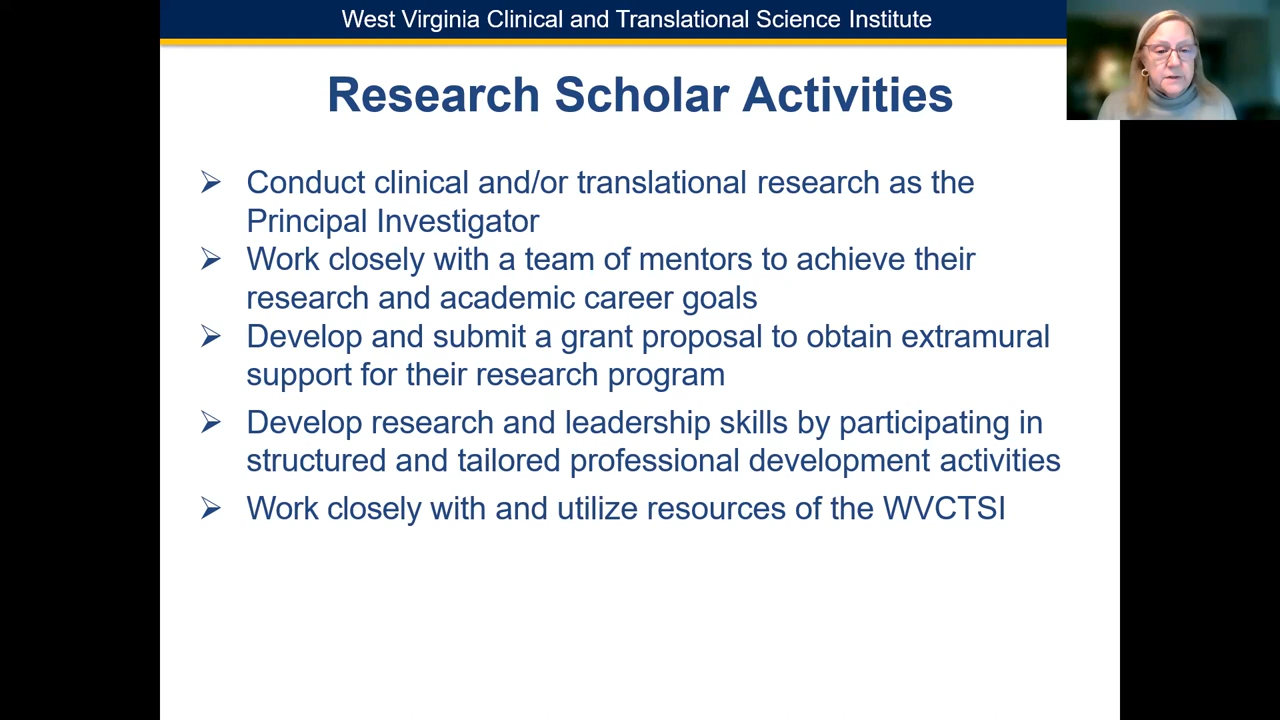 West Virginia Clinical and Translational Science Institute
Research Scholar Activities
➢ Conduct clinical and/or translational research as the
Principal Investigator
➢ Work closely with a team of mentors to achieve their
research and academic career goals
➢ Develop and submit a grant proposal to obtain extramural
support for their research program
➢ Develop research and leadership skills by participating in
structured and tailored professional development activities
➢ Work closely with and utilize resources of the WVCTSI